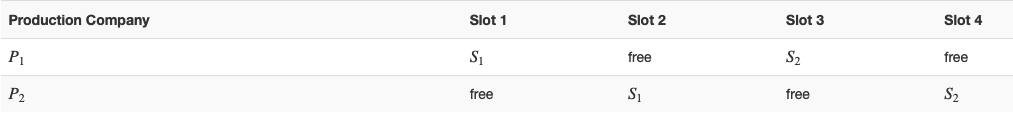 Production Company Slot 1 Slot 2 Slot 3 Slot 4
P₁ S₁ free S₂ free
P₂ free S₁ free S₂